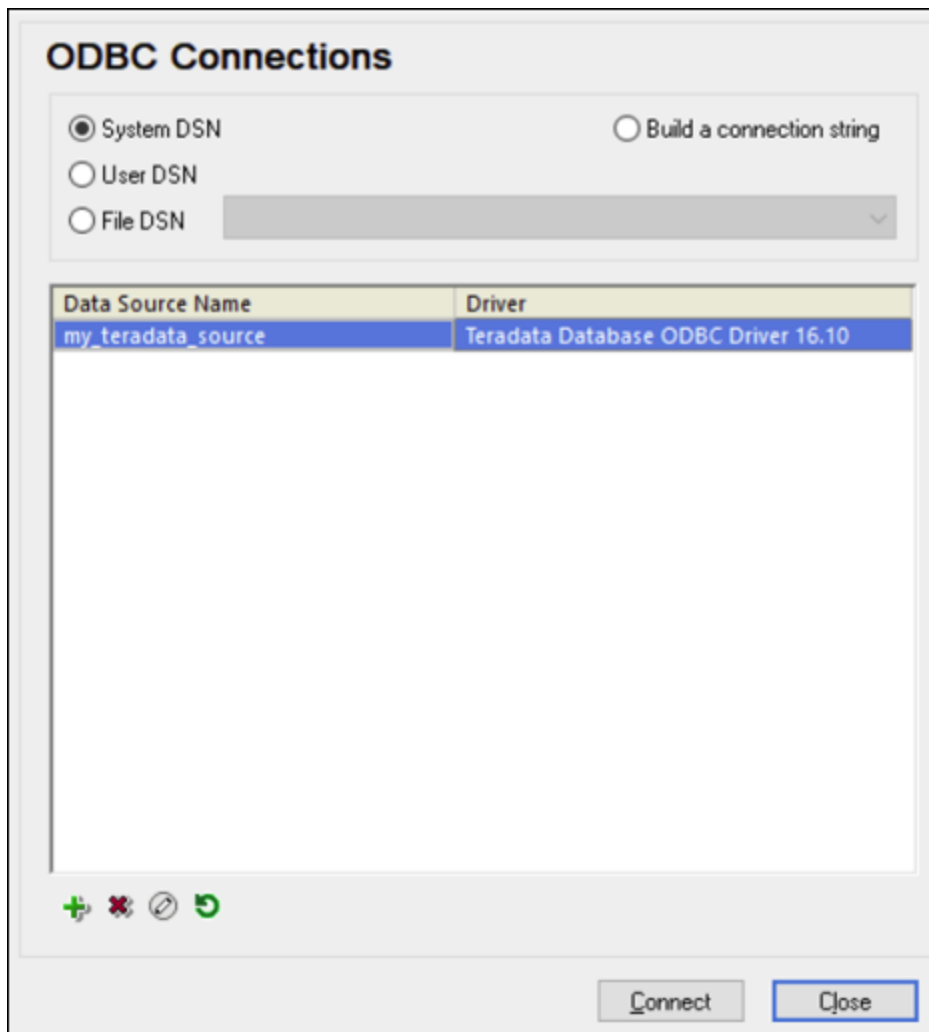 ODBC Connections
System DSN
Build a connection string
User DSN
File DSN
Data Source Name
Driver
my_teradata_source
Teradata Database ODBC Driver 16.10
Connect
Close